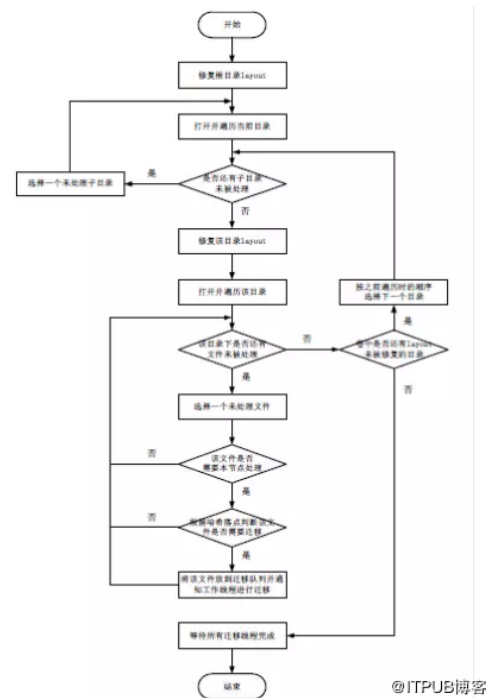 开始
修复根目录layout
打开并遍历当前目录
是否还有子目录
未被处理
是
选择一个未处理子目录
否
修复该目录layout
打开并遍历该目录
按之前遍历时的顺序
选择下一个目录
该目录下是否还有
文件未被处理
否
是
卷中是否还有layout
未被修复的目录
是
否
选择一个未处理文件
该文件是否
需要本节点处理
否
是
根据哈希落点判断该文
件是否需要迁移
否
是
将该文件放到迁移队列并通
知工作线程进行迁移
等待所有迁移线程完成
结束
@ITPUB博客